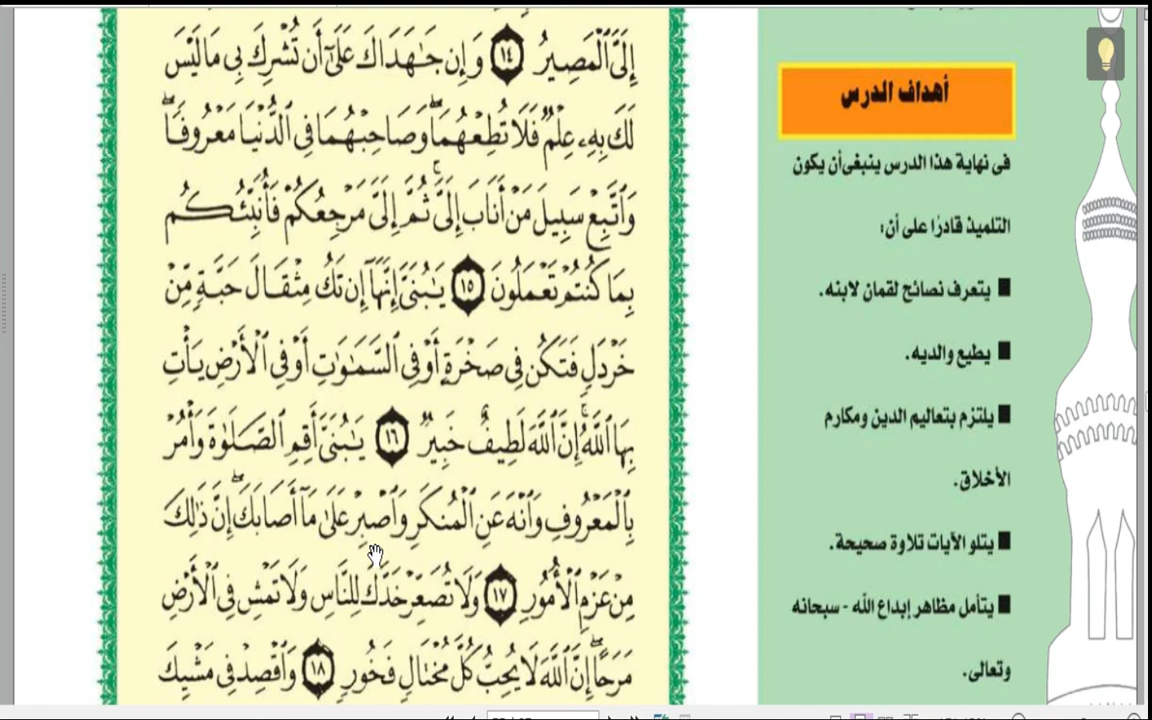 إِلَىَّ ٱلْمَصِيرُ ١٤ وَإِن جَٰهَدَاكَ عَلَىٰٓ أَن تُشْرِكَ بِى مَا لَيْسَ
لَكَ بِهِۦ عِلْمٌ فَلَا تُطِعْهُمَا ۖ وَصَاحِبْهُمَا فِى ٱلدُّنْيَا مَعْرُوفًا ۖ
وَٱتَّبِعْ سَبِيلَ مَنْ أَنَابَ إِلَىَّ ۚ ثُمَّ إِلَىَّ مَرْجِعُكُمْ فَأُنَبِّئُكُم
بِمَا كُنتُمْ تَعْمَلُونَ ١٥ يَٰبُنَىَّ إِنَّهَآ إِن تَكُ مِثْقَالَ حَبَّةٍ مِّنْ
خَرْدَلٍ فَتَكُن فِى صَخْرَةٍ أَوْ فِى ٱلسَّمَٰوَٰتِ أَوْ فِى ٱلْأَرْضِ يَأْتِ
بِهَا ٱللَّهُ ۚ إِنَّ ٱللَّهَ لَطِيفٌ خَبِيرٌ ١٦ يَٰبُنَىَّ أَقِمِ ٱلصَّلَوٰةَ وَأْمُرْ
بِٱلْمَعْرُوفِ وَٱنْهَ عَنِ ٱلْمُنكَرِ وَٱصْبِرْ عَلَىٰ مَآ أَصَابَكَ ۖ إِنَّ ذَٰلِكَ
مِنْ عَزْمِ ٱلْأُمُورِ ١٧ وَلَا تُصَعِّرْ خَدَّكَ لِلنَّاسِ وَلَا تَمْشِ فِى ٱلْأَرْضِ
مَرَحًا ۖ إِنَّ ٱللَّهَ لَا يُحِبُّ كُلَّ مُخْتَالٍ فَخُورٍ ١٨ وَٱقْصِدْ فِى مَشْيِكَ
أهداف الدرس
فى نهاية هذا الدرس ينبغى أن يكون
التلميذ قادرًا على أن:
■ يتعرف نصائح لقمان لابنه.
■ يطيع والديه.
■ يلتزم بتعاليم الدين ومكارم
الأخلاق.
■ يتلو الآيات تلاوة صحيحة.
■ يتأمل مظاهر إبداع الله - سبحانه
وتعالى.